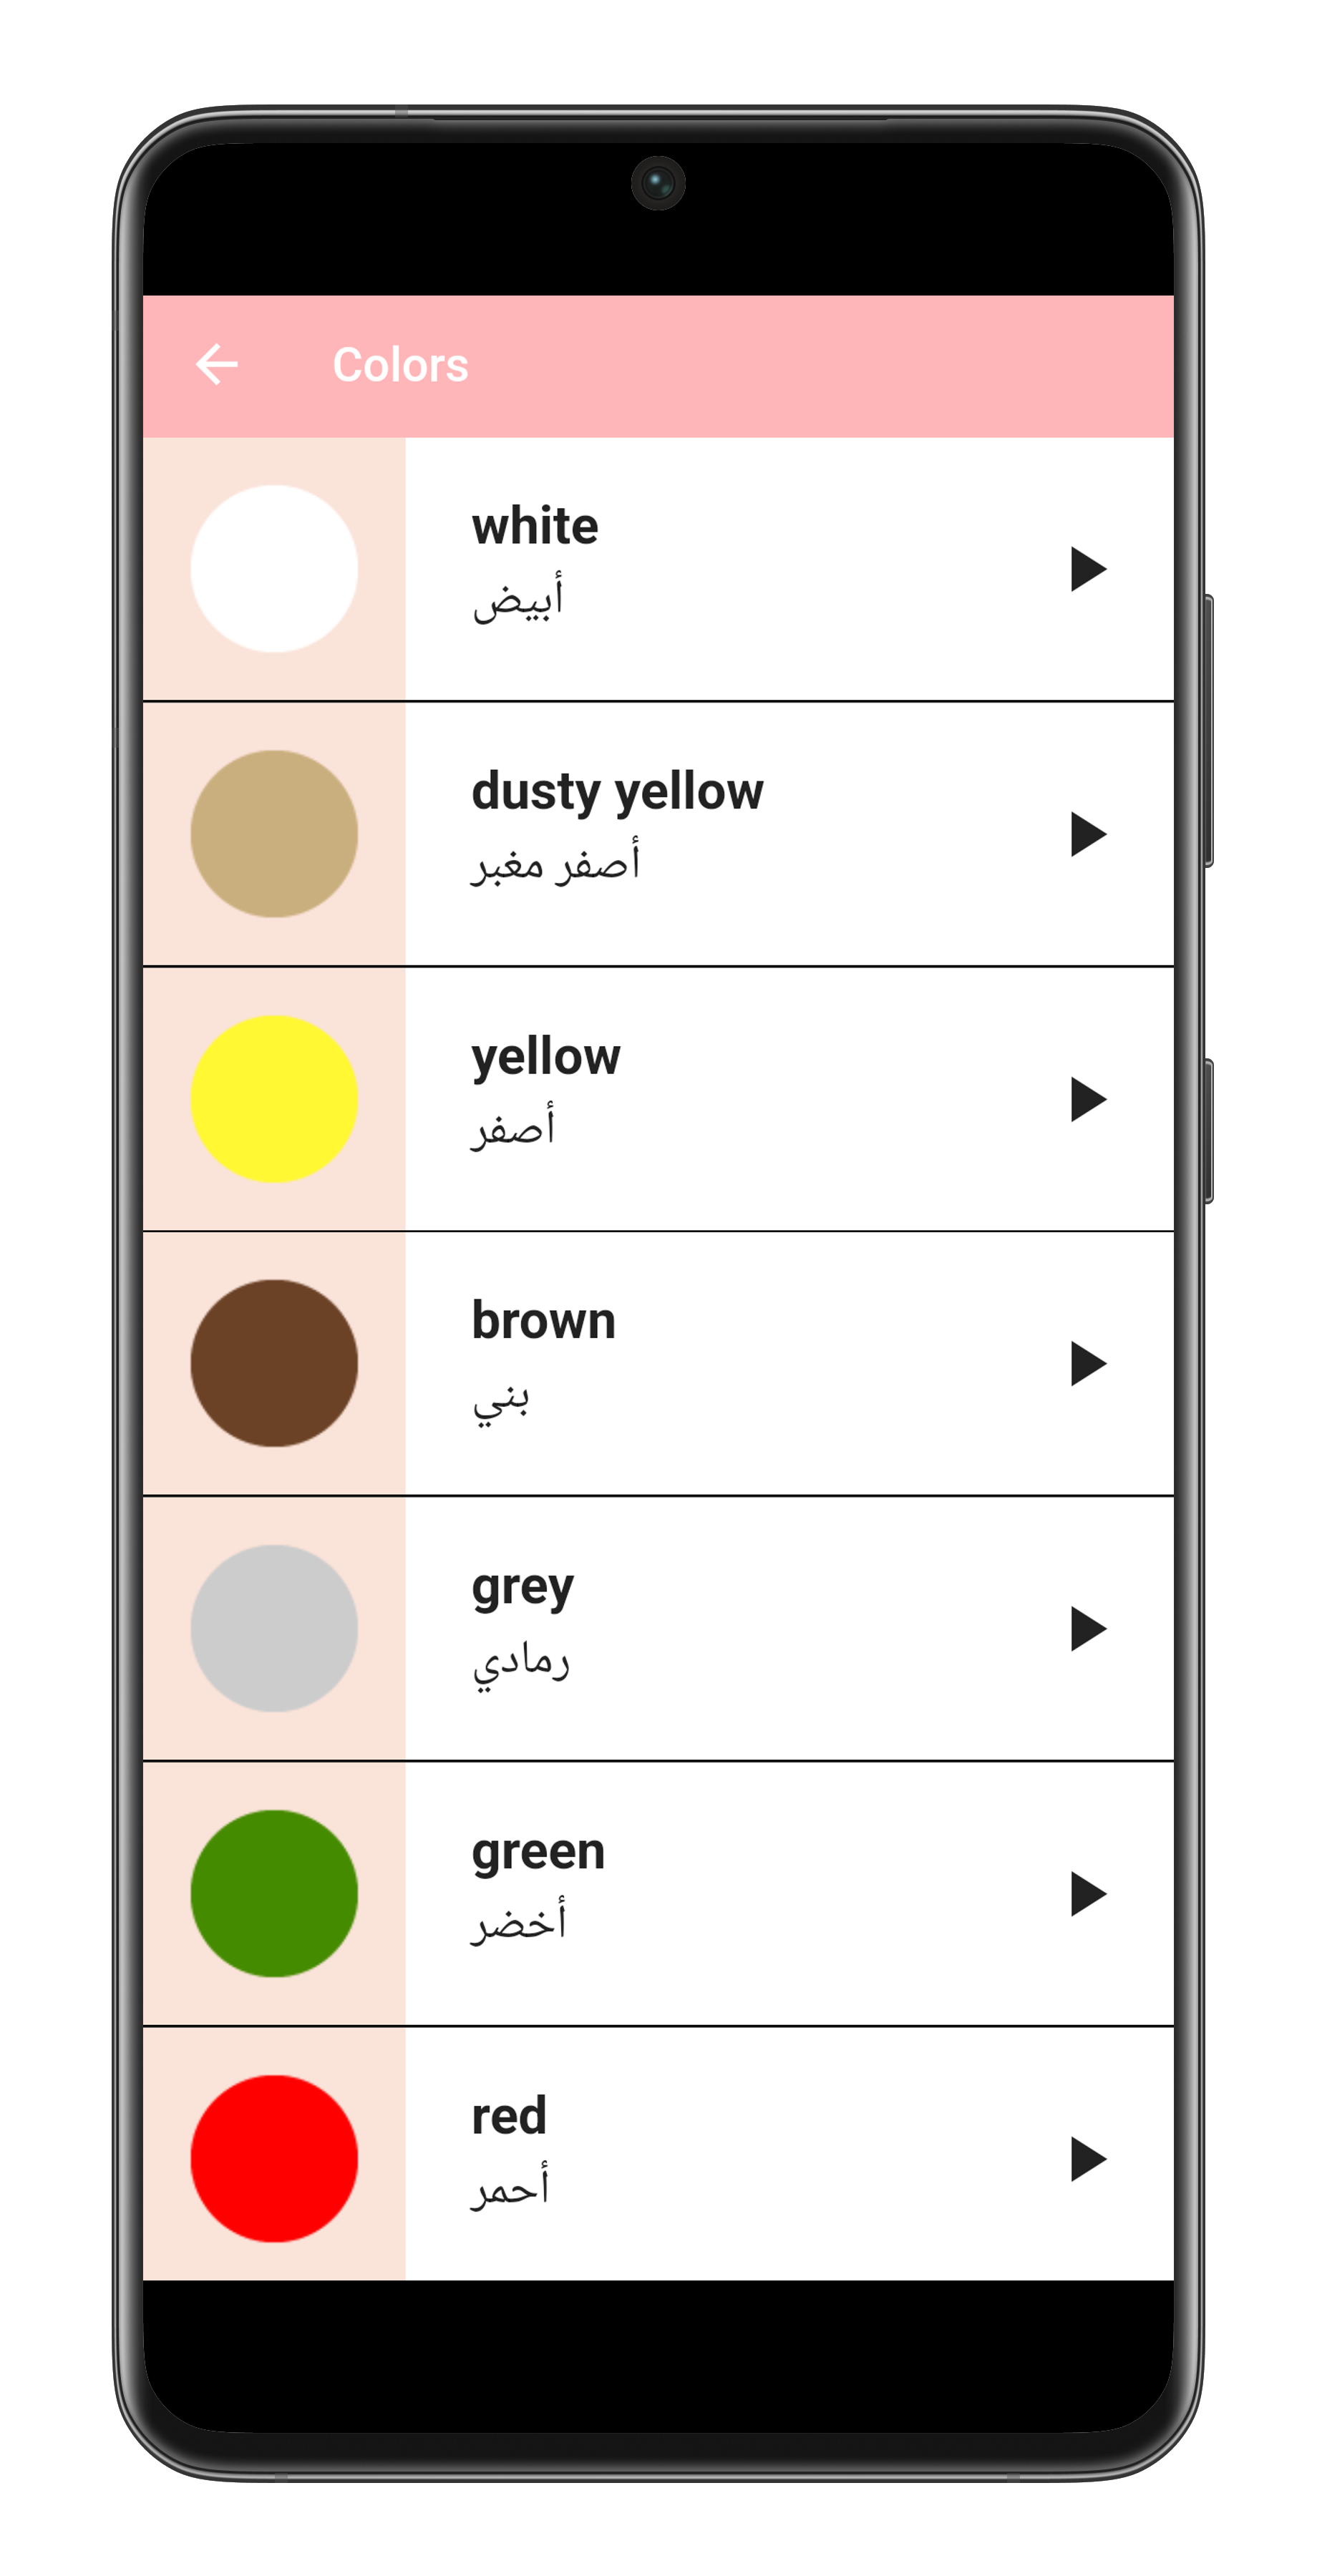 Colors
white
أبيض
dusty yellow
أصفر مغبر
yellow
أصفر
brown
بني
grey
رمادي
green
أخضر
red
أحمر